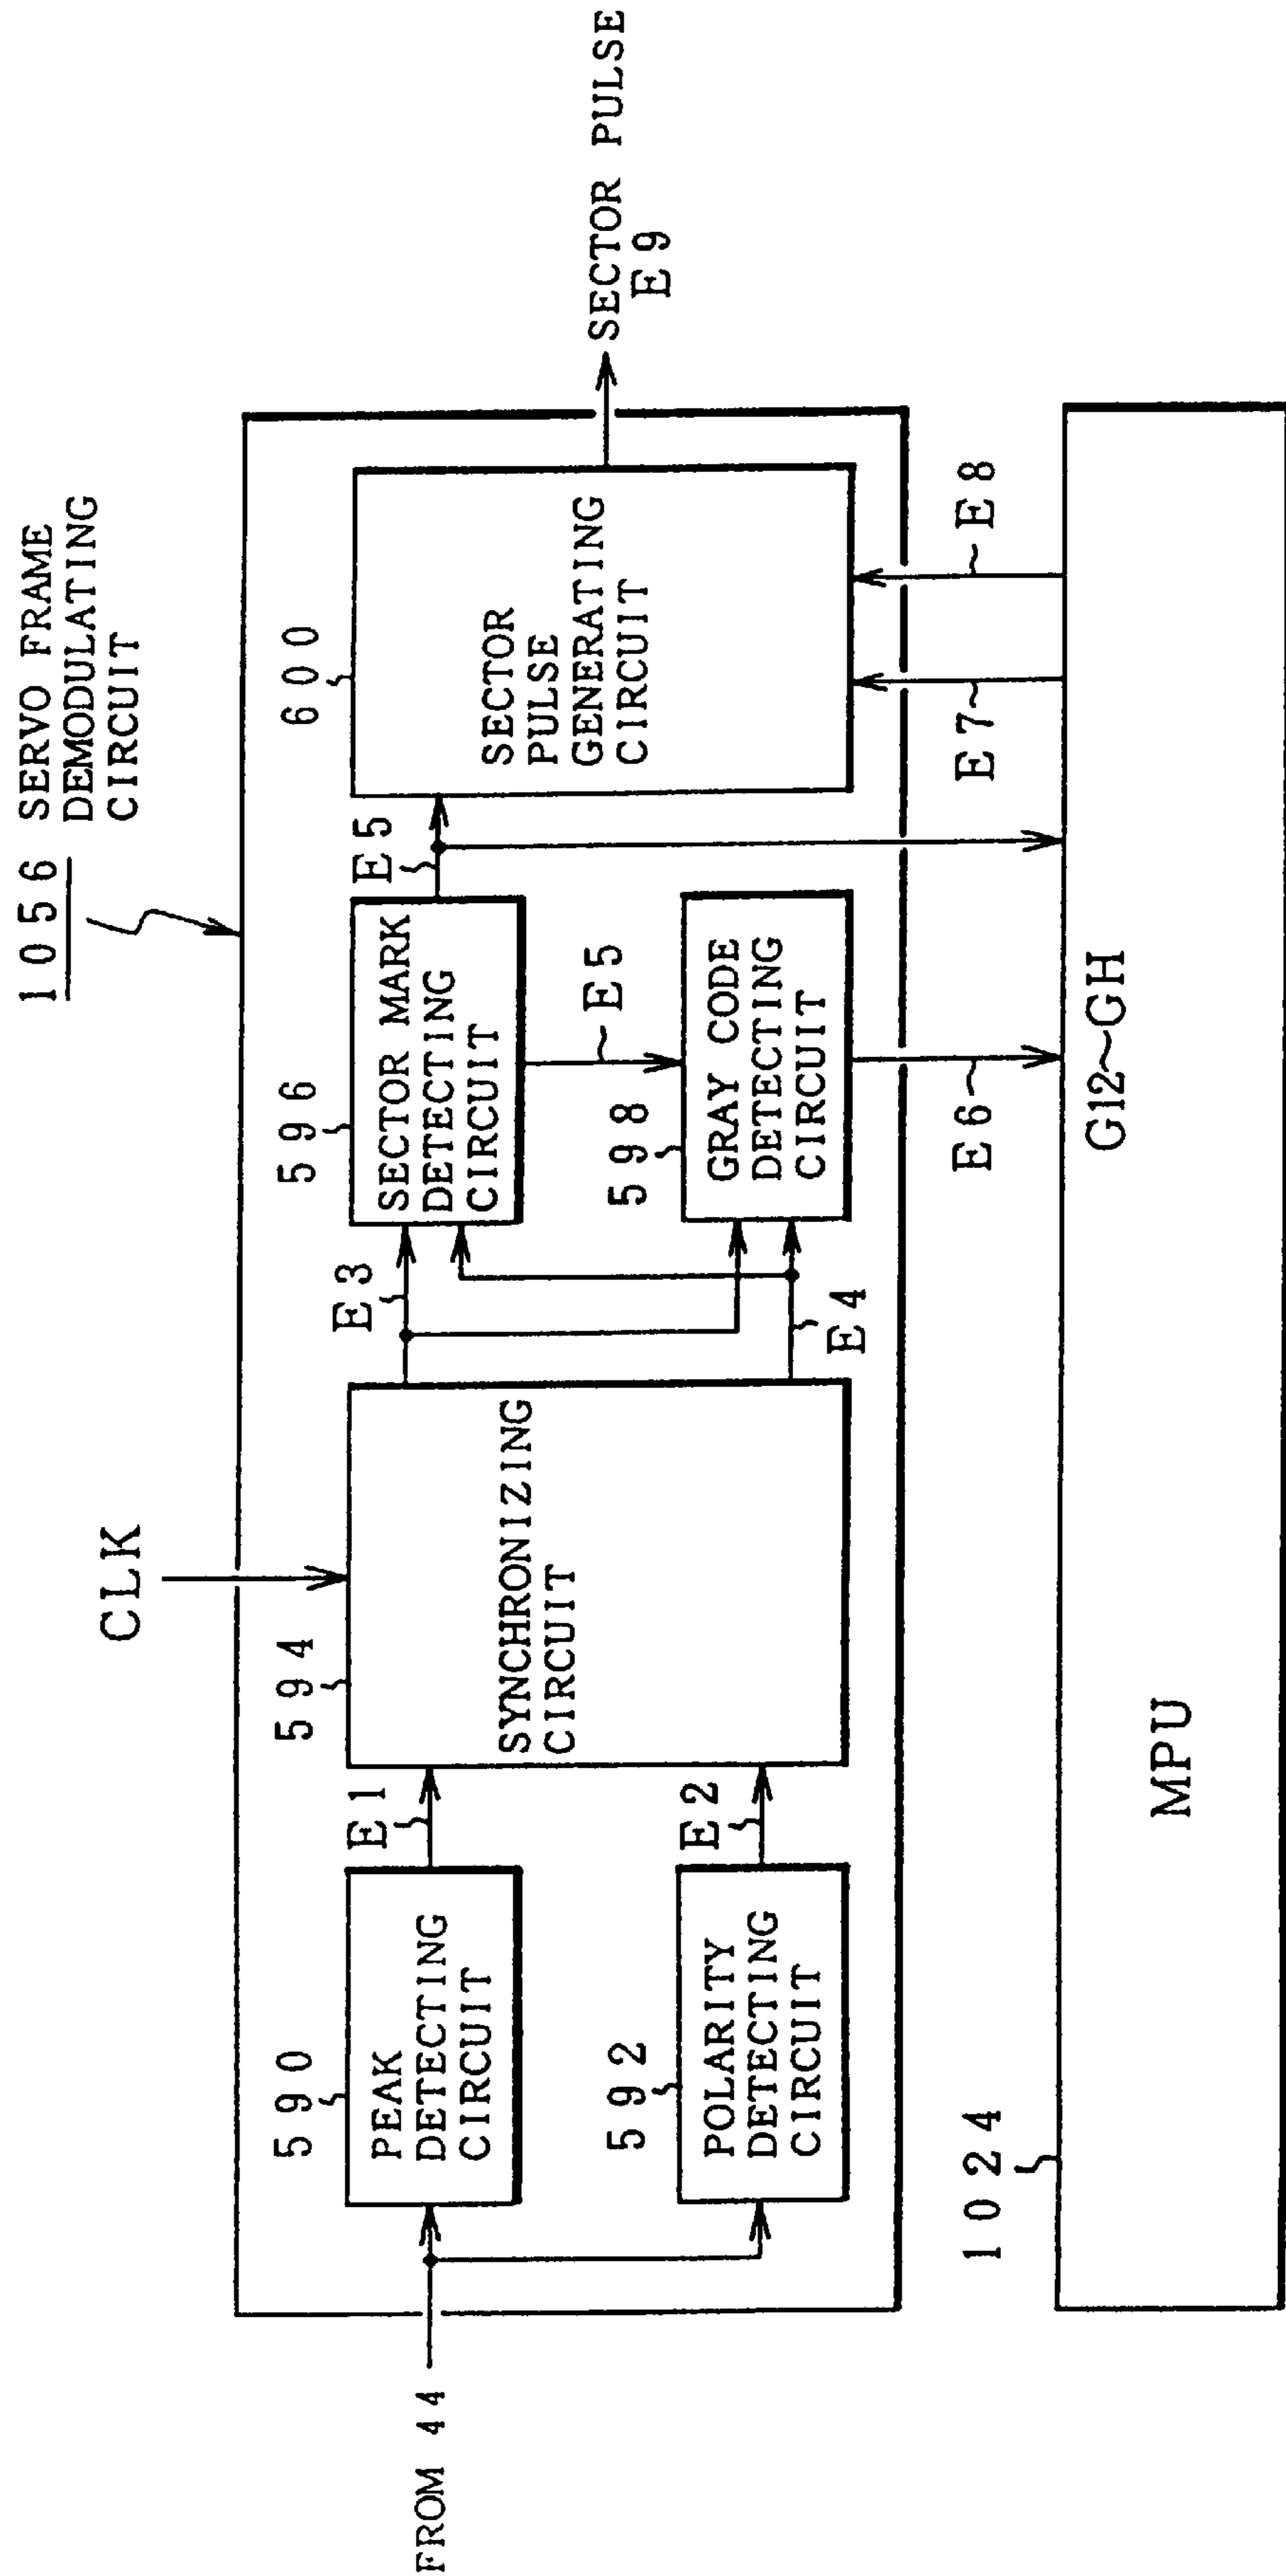 1056 SERVO FRAME
DEMODULATING
CIRCUIT
CLK
590
594
596
600
PEAK
DETECTING
CIRCUIT
E1
SYNCHRONIZING
CIRCUIT
E3
SECTOR MARK
DETECTING
CIRCUIT
E5
SECTOR
PULSE
GENERATING
CIRCUIT
SECTOR PULSE
E9
FROM 44
592
POLARITY
DETECTING
CIRCUIT
E2
E4
598
E5
GRAY CODE
DETECTING
CIRCUIT
E6
E7
E8
1024
MPU
G12~GH